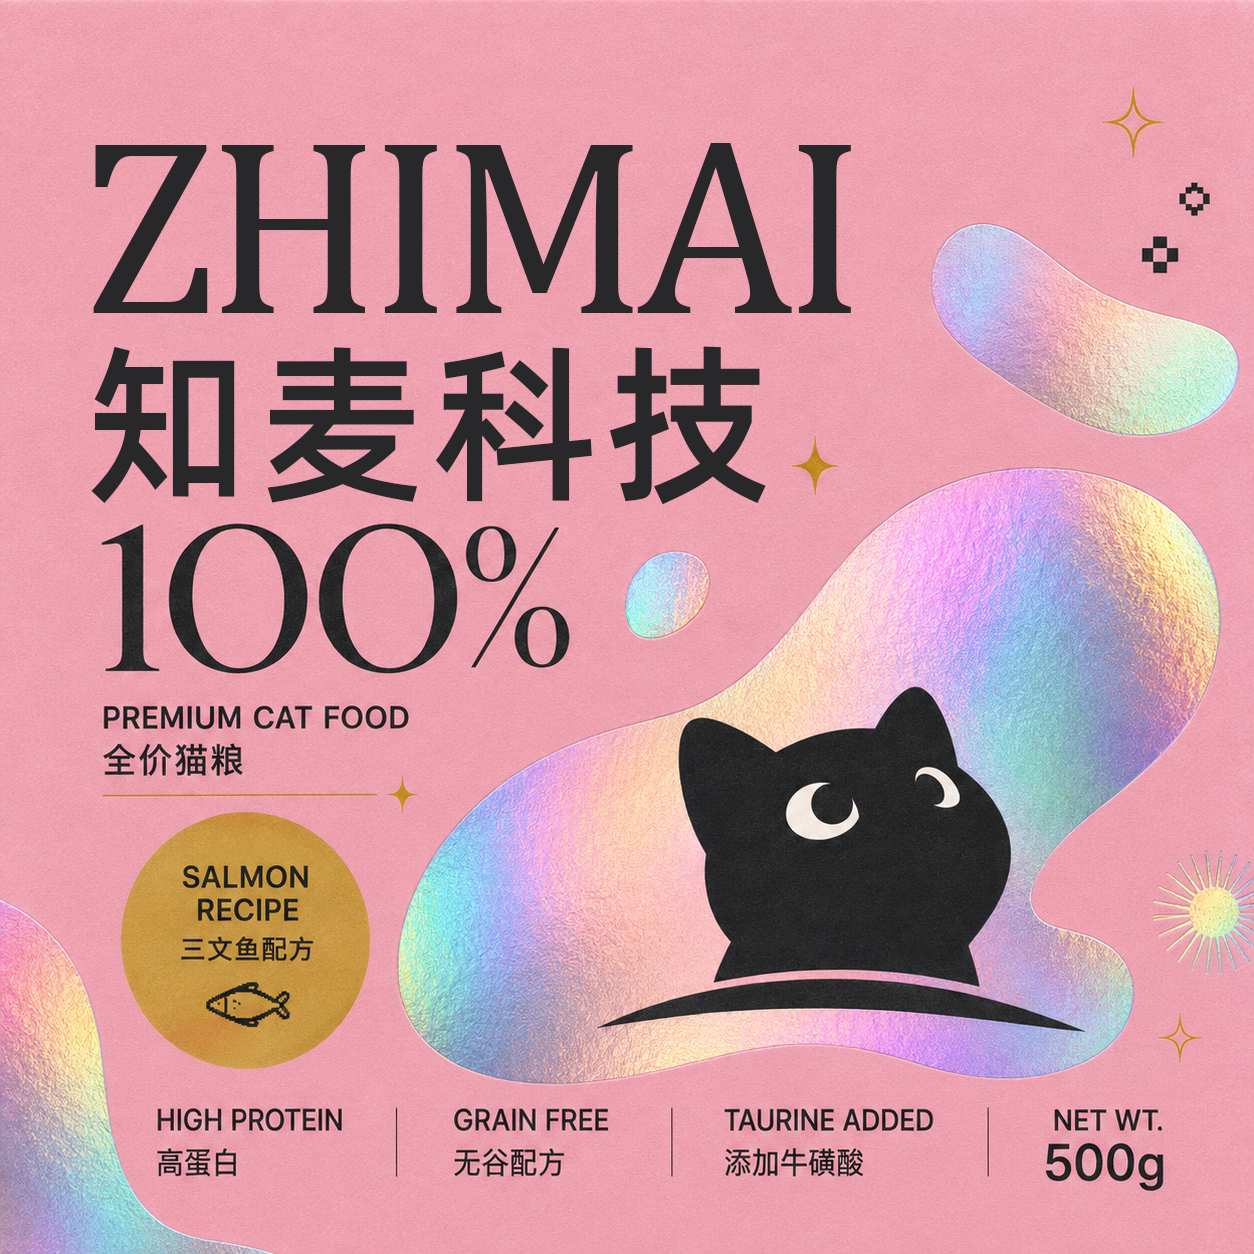 ZHIMAI
知麦科技
100%
PREMIUM CAT FOOD
全价猫粮
SALMON
RECIPE
三文鱼配方
HIGH PROTEIN
高蛋白
GRAIN FREE
无谷配方
TAURINE ADDED
添加牛磺酸
NET WT.
500g